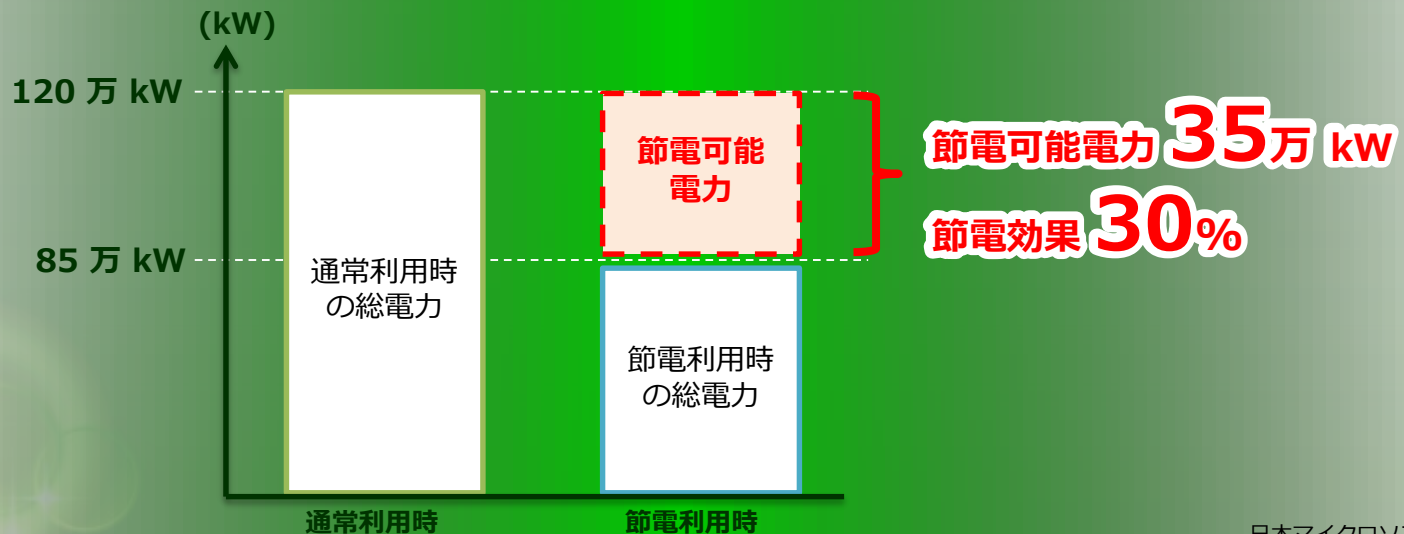 (kW)
120 万 kW
85 万 kW
通常利用時
の総電力
節電可能
電力
節電利用時
の総電力
節電可能電力 35万 kW
節電効果 30%
通常利用時
節電利用時